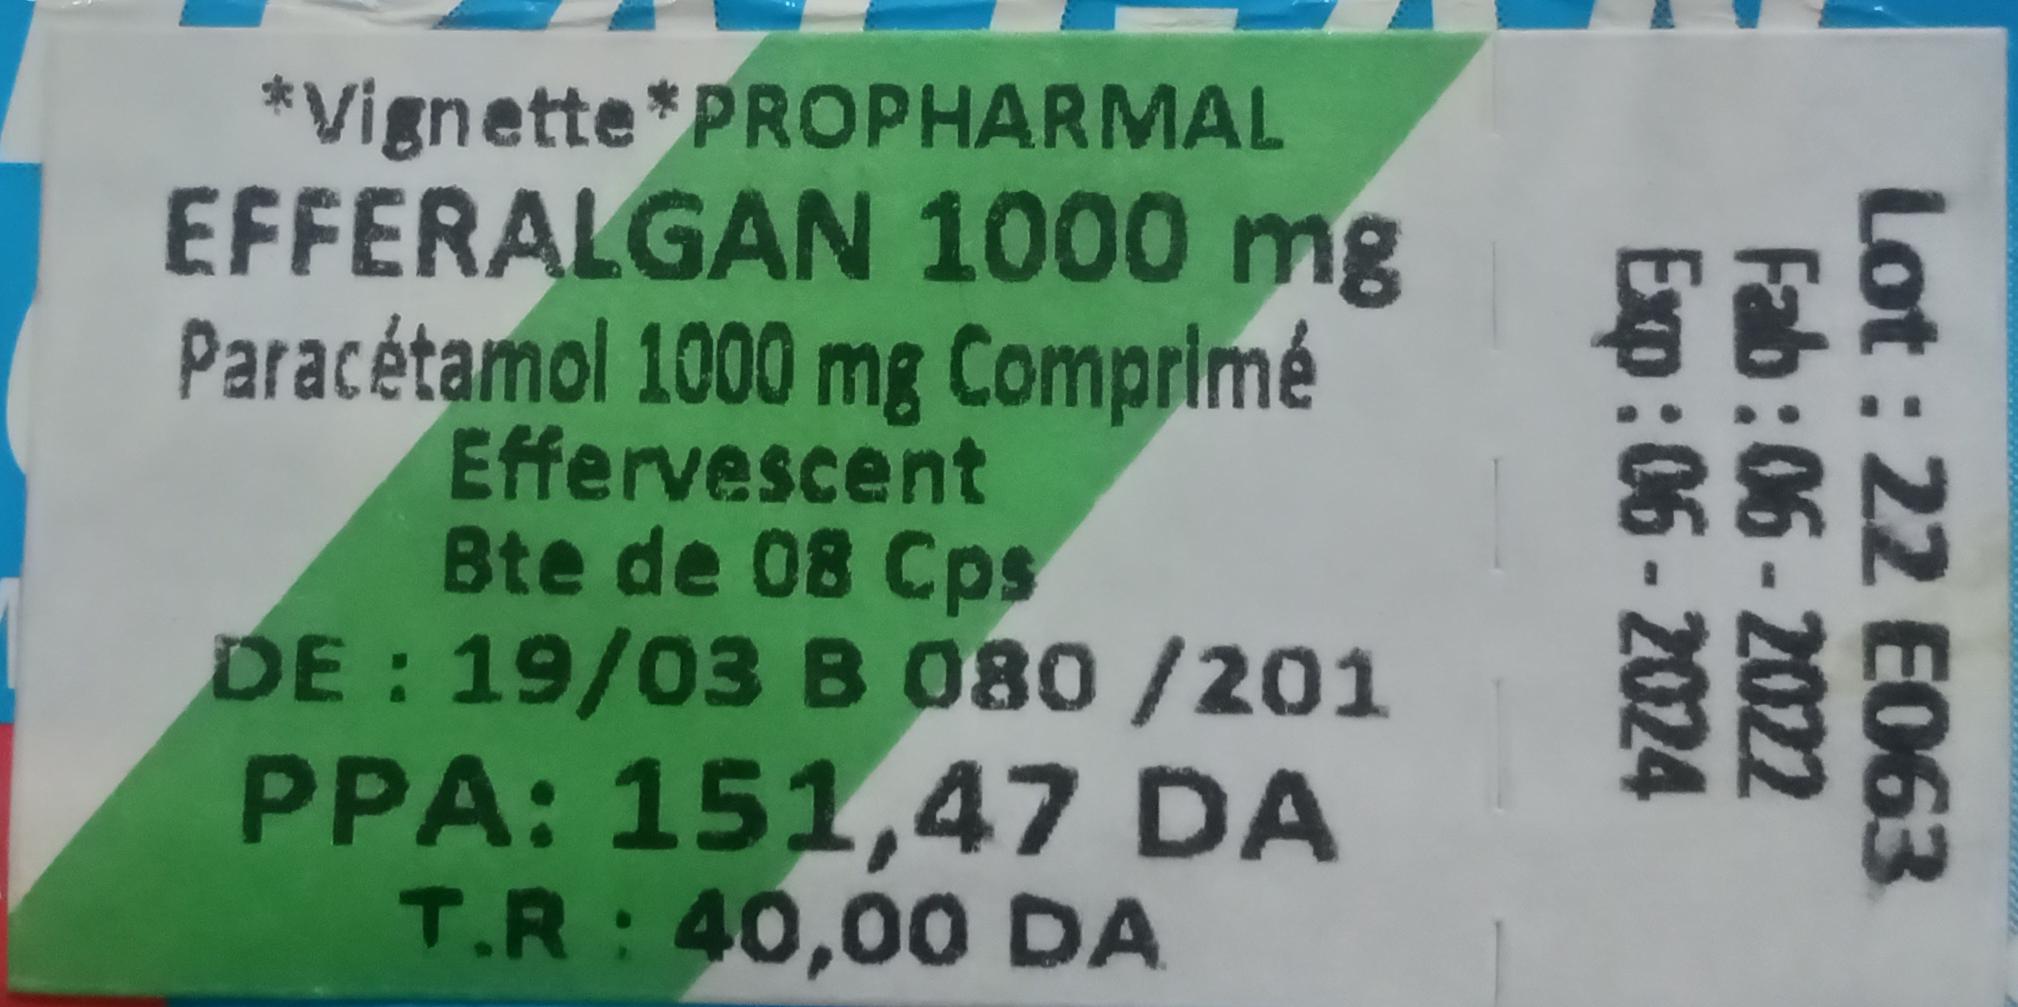 *Vignette*PROPHARMAL
EFFERALGAN 1000 mg
Paracétamol 1000 mg Comprimé
Effervescent
Bte de 08 Cps
DE : 19/03 B 080 /201
PPA: 151,47 DA
T.R : 40,00 DA
Lot : 22 E063
Fab : 06 - 2022
Exp : 06 - 2024